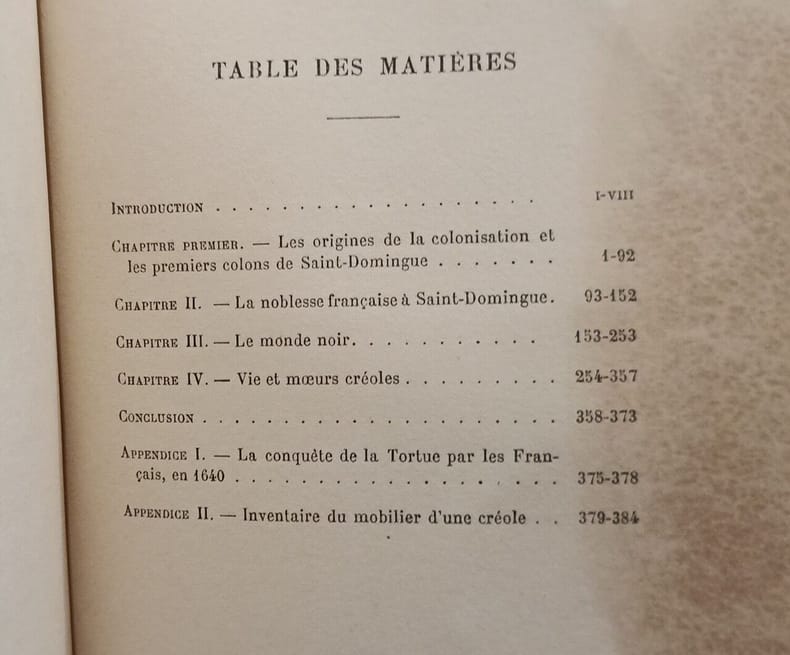 TABLE DES MATIÈRES
INTRODUCTION . . . . . . . . . . . . . . . . . . . I-VIII
CHAPITRE PREMIER. — Les origines de la colonisation et
les premiers colons de Saint-Domingue . . . . . . . 1-92
CHAPITRE II. — La noblesse française à Saint-Domingue. 93-152
CHAPITRE III. — Le monde noir. . . . . . . . . . . 153-253
CHAPITRE IV. — Vie et mœurs créoles . . . . . . . . . 254-357
CONCLUSION . . . . . . . . . . . . . . . . . . . . 358-373
APPENDICE I. — La conquête de la Tortue par les Fran-
çais, en 1640 . . . . . . . . . . . . . . . . . 375-378
APPENDICE II. — Inventaire du mobilier d'une créole . . 379-384